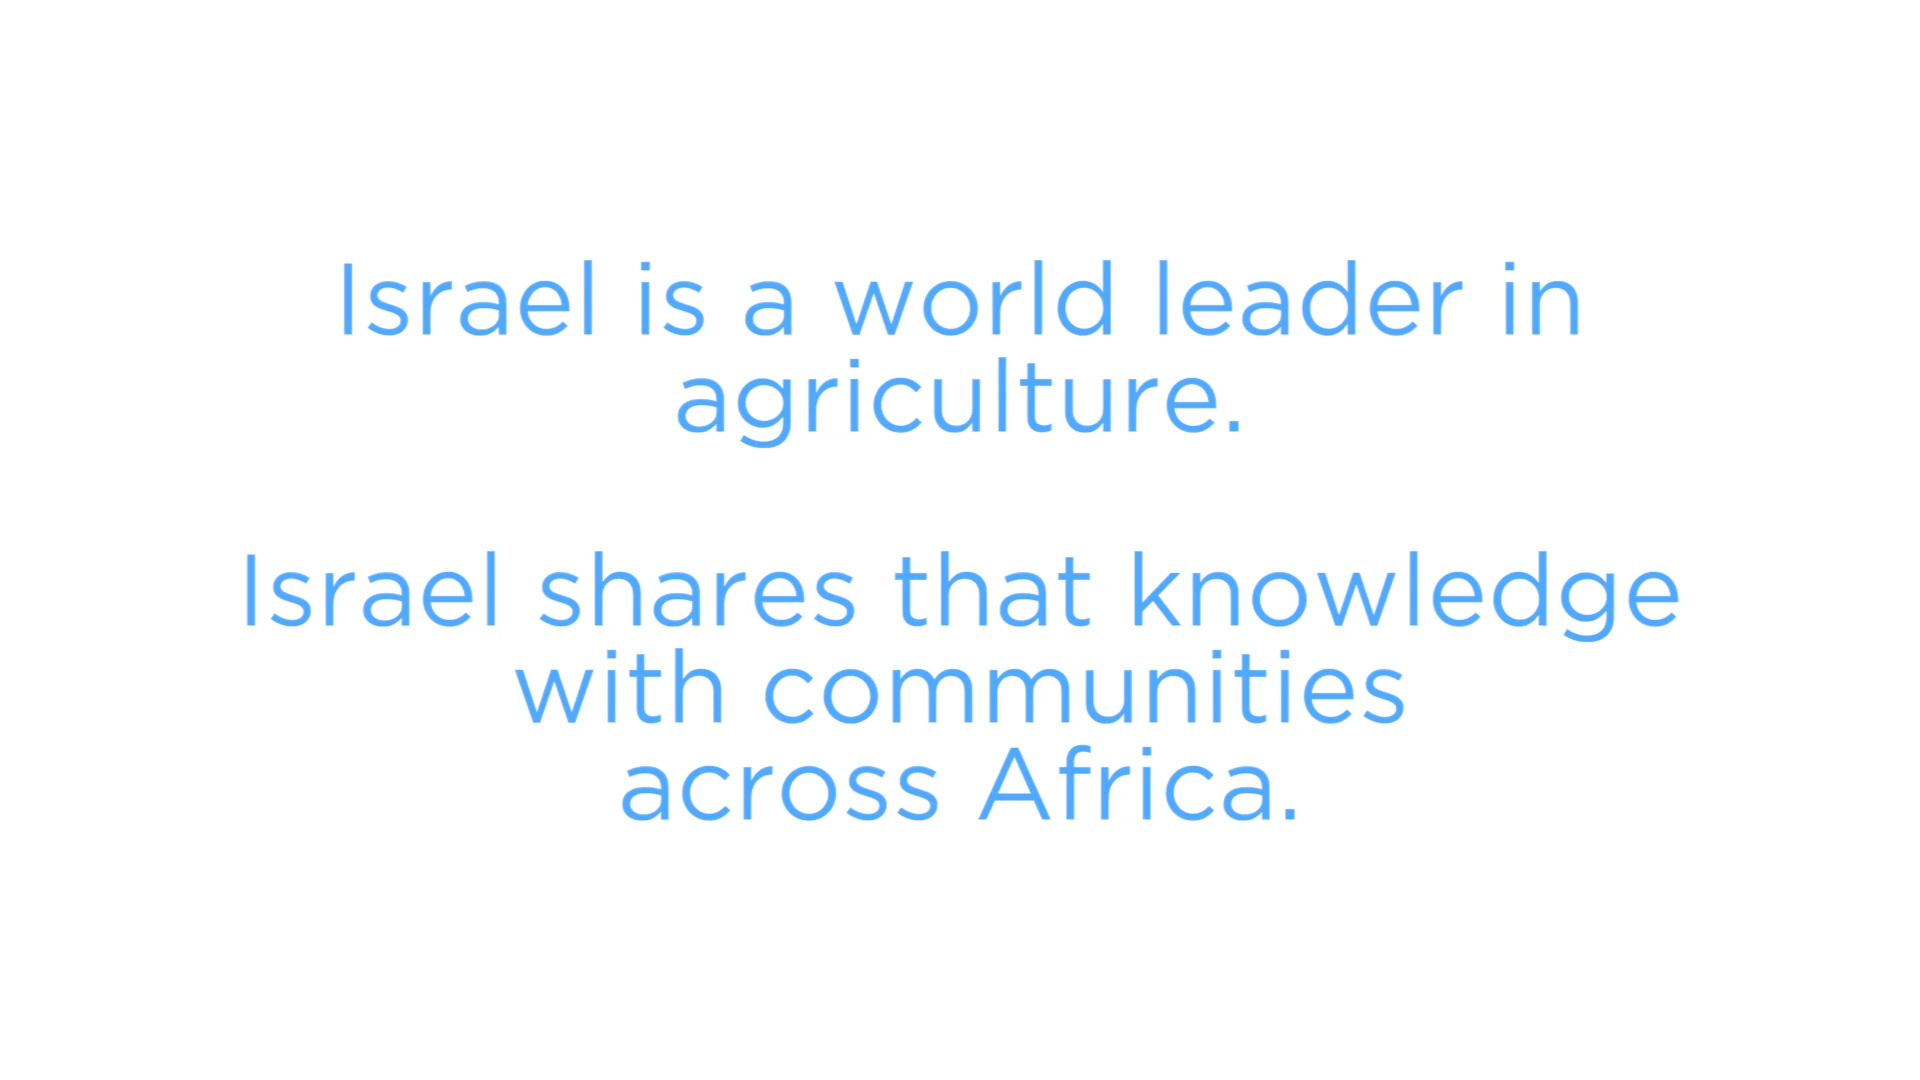 Israel is a world leader in
agriculture.
Israel shares that knowledge
with communities
across Africa.